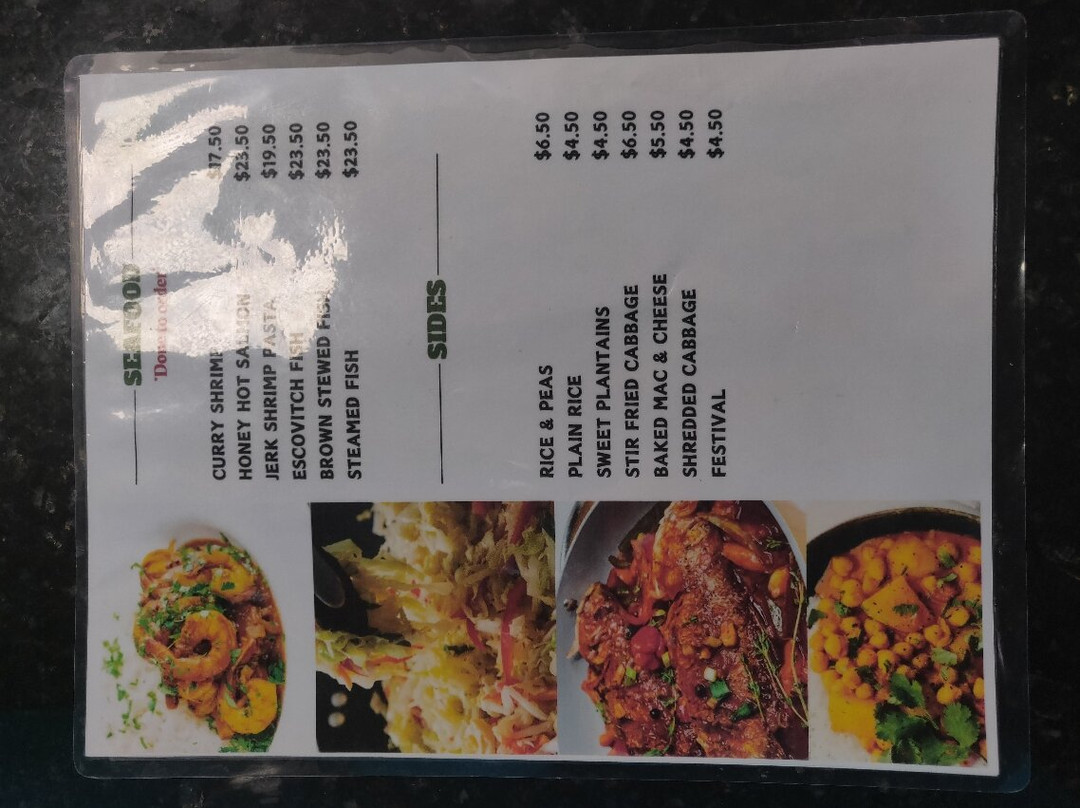 SEAFOOD
"Done to order
CURRY SHRIMP $17.50
HONEY HOT SALMON $23.50
JERK SHRIMP PASTA $19.50
ESCOVITCH FISH $23.50
BROWN STEWED FISH $23.50
STEAMED FISH $23.50
SIDES
RICE & PEAS $6.50
PLAIN RICE $4.50
SWEET PLANTAINS $4.50
STIR FRIED CABBAGE $6.50
BAKED MAC & CHEESE $5.50
SHREDDED CABBAGE $4.50
FESTIVAL $4.50